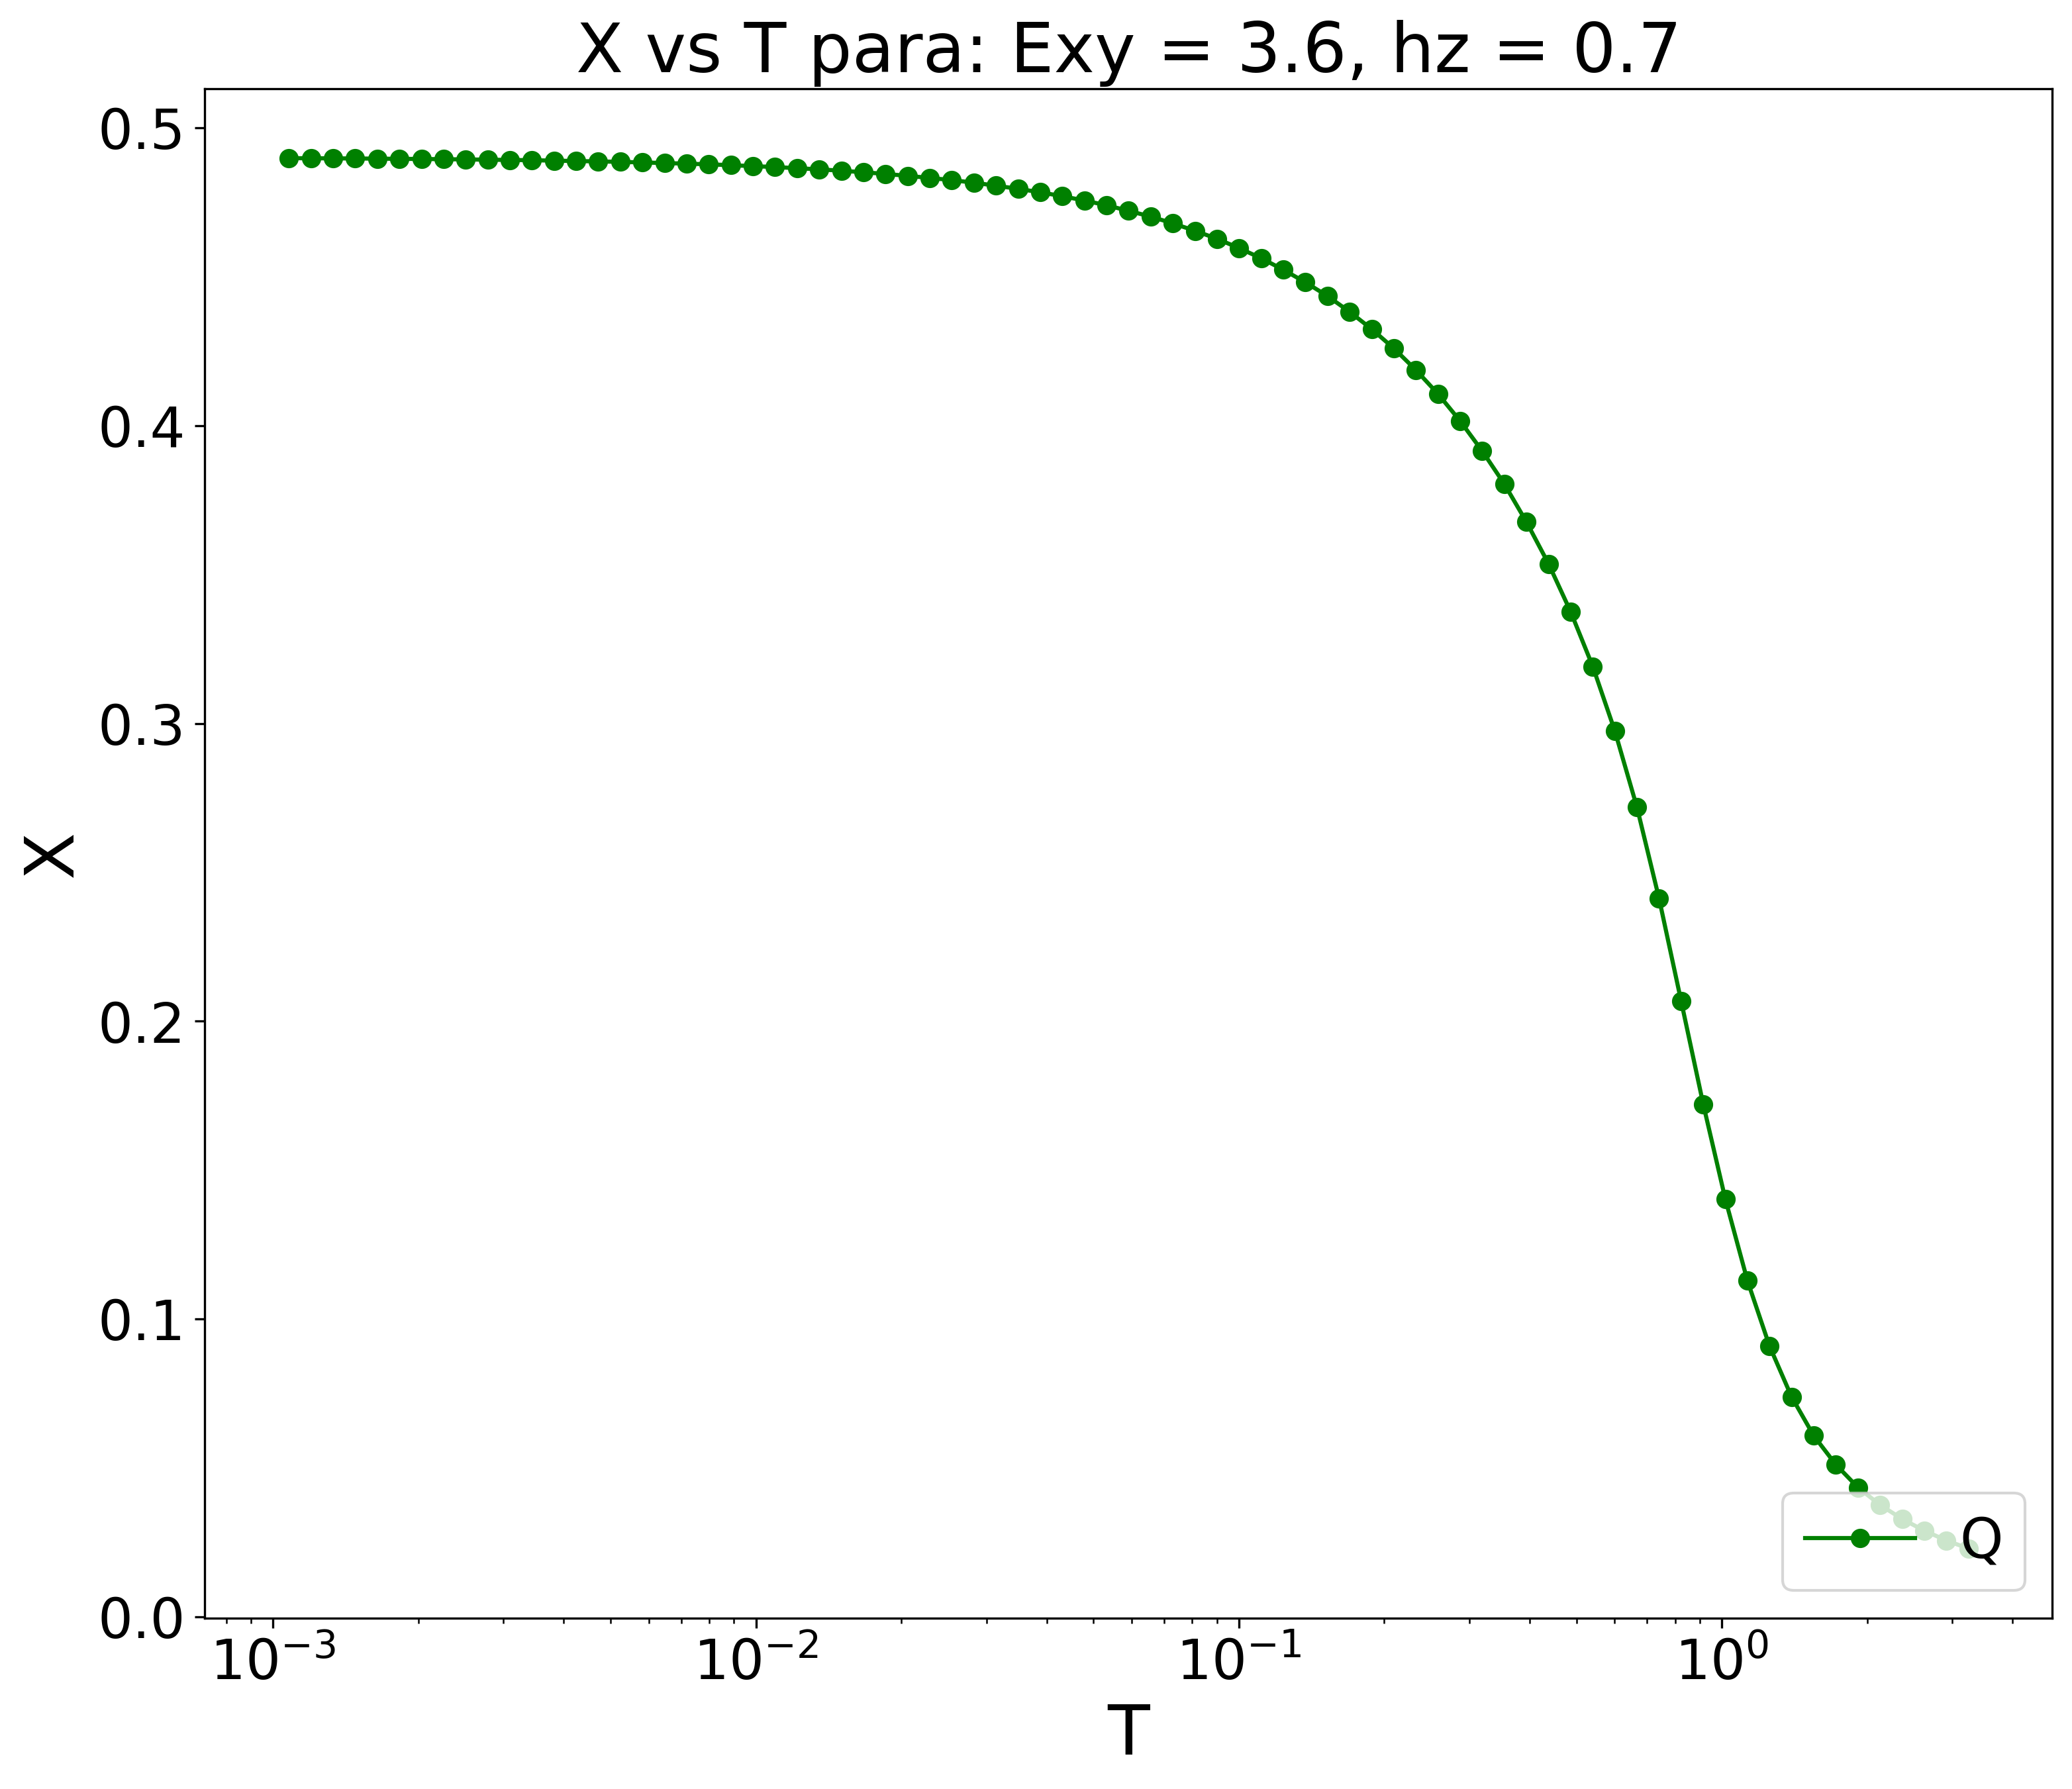 X vs T para: Exy = 3.6, hz = 0.7
0.5
0.4
0.3
0.2
0.1
0.0
X
10⁻³ 10⁻² 10⁻¹ 10⁰
T
Q